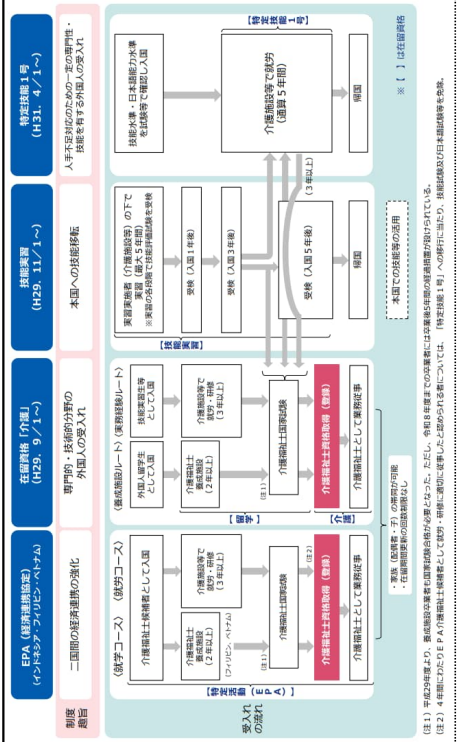 EPA(経済連携協定)
(インドネシア・フィリピン・ベトナム)
在留資格「介護」
(H29.9/1~)
技能実習
(H29.11/1~)
特定技能1号
(H31.4/1~)
制度
趣旨
二国間の経済連携の強化
専門的・技術的分野の
外国人の受入れ
本国への技能移転
人手不足対応のための一定の専門性・
技能を有する外国人の受入れ
受入れ
の流れ
〈就学コース〉
〈就労コース〉
介護福祉士候補者として入国
介護福祉士
養成施設
(2年以上)
介護施設等で
就労・研修
(3年以上)
(フィリピン、ベトナム)
(注1)
介護福祉士国家試験
(注2)
介護福祉士資格取得(登録)
介護福祉士として業務従事
【特定活動(EPA)】
(養成施設ルート)
(実務経験ルート)
外国人留学生
として入国
技能実習生等
として入国
介護福祉士
養成施設
(2年以上)
介護施設等で
就労・研修
(3年以上)
(注1)
介護福祉士国家試験
介護福祉士資格取得(登録)
介護福祉士として業務従事
【留学】
【介護】
・家族(配偶者・子)の帯同が可能
・在留期間更新の回数制限なし
【技能実習】
実習実施者(介護施設等)の下で
実習(最大5年間)
※実習の各段階で技能評価試験を受検
受検(入国1年後)
受検(入国3年後)
受検(入国5年後)
帰国
本国での技能等の活用
(3年以上)
【特定技能1号】
技能水準・日本語能力水準
を試験等で確認し入国
介護施設等で就労
(通算5年間)
帰国
※【 】は在留資格
(注1)平成29年度より、養成施設卒業者も国家試験合格が必要となった。ただし、令和8年度までの卒業者には卒業後5年間の経過措置が設けられている。
(注2)4年間にわたりEPA介護福祉士候補者として就労・研修に適切に従事したと認められる者については、「特定技能1号」への移行に当たり、技能試験及び日本語試験等を免除。